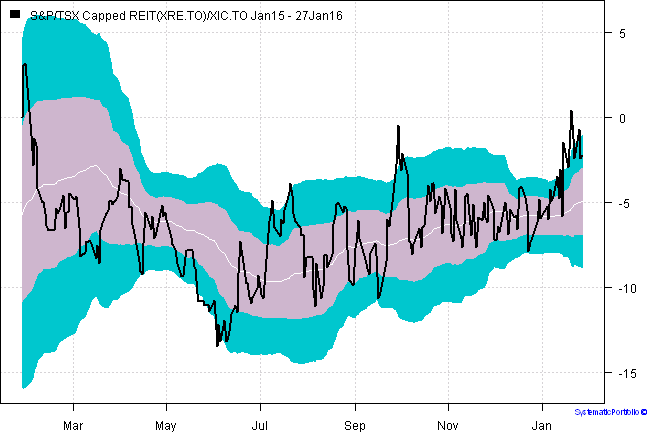 S&P/TSX Capped REIT(XRE.TO)/XIC.TO Jan15 - 27Jan16
5
0
-5
-10
-15
Mar May Jul Sep Nov Jan
SystematicPortfolio ©